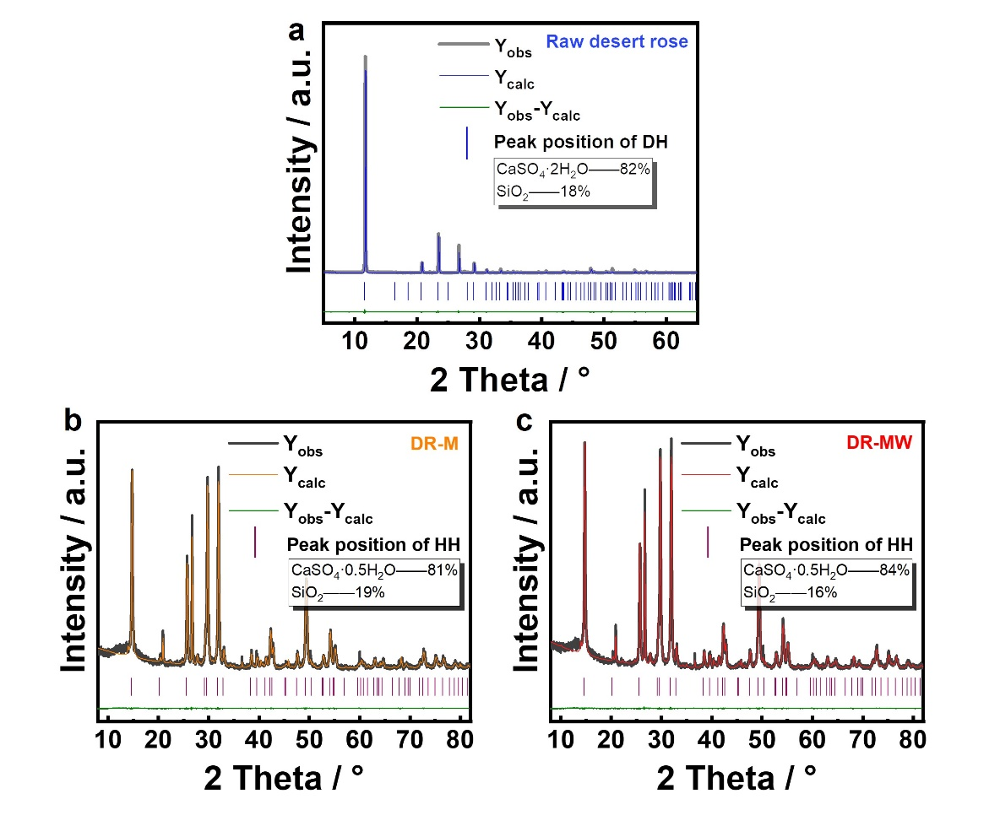 a
Raw desert rose
Yobs
Ycalc
Yobs-Ycalc
Peak position of DH
CaSO4·2H2O——82%
SiO2——18%
Intensity / a.u.
10 20 30 40 50 60
2 Theta / °
b
DR-M
Yobs
Ycalc
Yobs-Ycalc
Peak position of HH
CaSO4·0.5H2O——81%
SiO2——19%
Intensity / a.u.
10 20 30 40 50 60 70 80
2 Theta / °
c
DR-MW
Yobs
Ycalc
Yobs-Ycalc
Peak position of HH
CaSO4·0.5H2O——84%
SiO2——16%
Intensity / a.u.
10 20 30 40 50 60 70 80
2 Theta / °